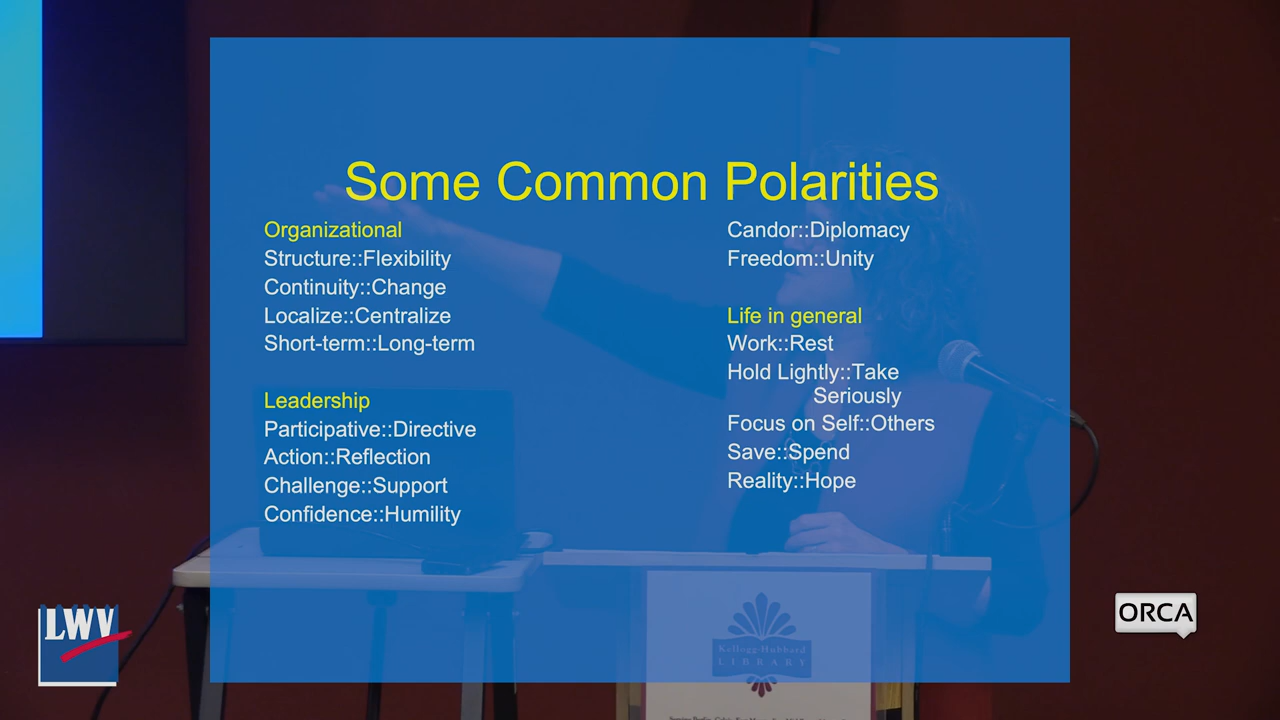 Some Common Polarities
Organizational
Structure::Flexibility
Continuity::Change
Localize::Centralize
Short-term::Long-term
Leadership
Participative::Directive
Action::Reflection
Challenge::Support
Confidence::Humility
Candor::Diplomacy
Freedom::Unity
Life in general
Work::Rest
Hold Lightly::Take
Seriously
Focus on Self::Others
Save::Spend
Reality::Hope
LWV
ORCA
Kellogg-Hubbard
LIBRARY